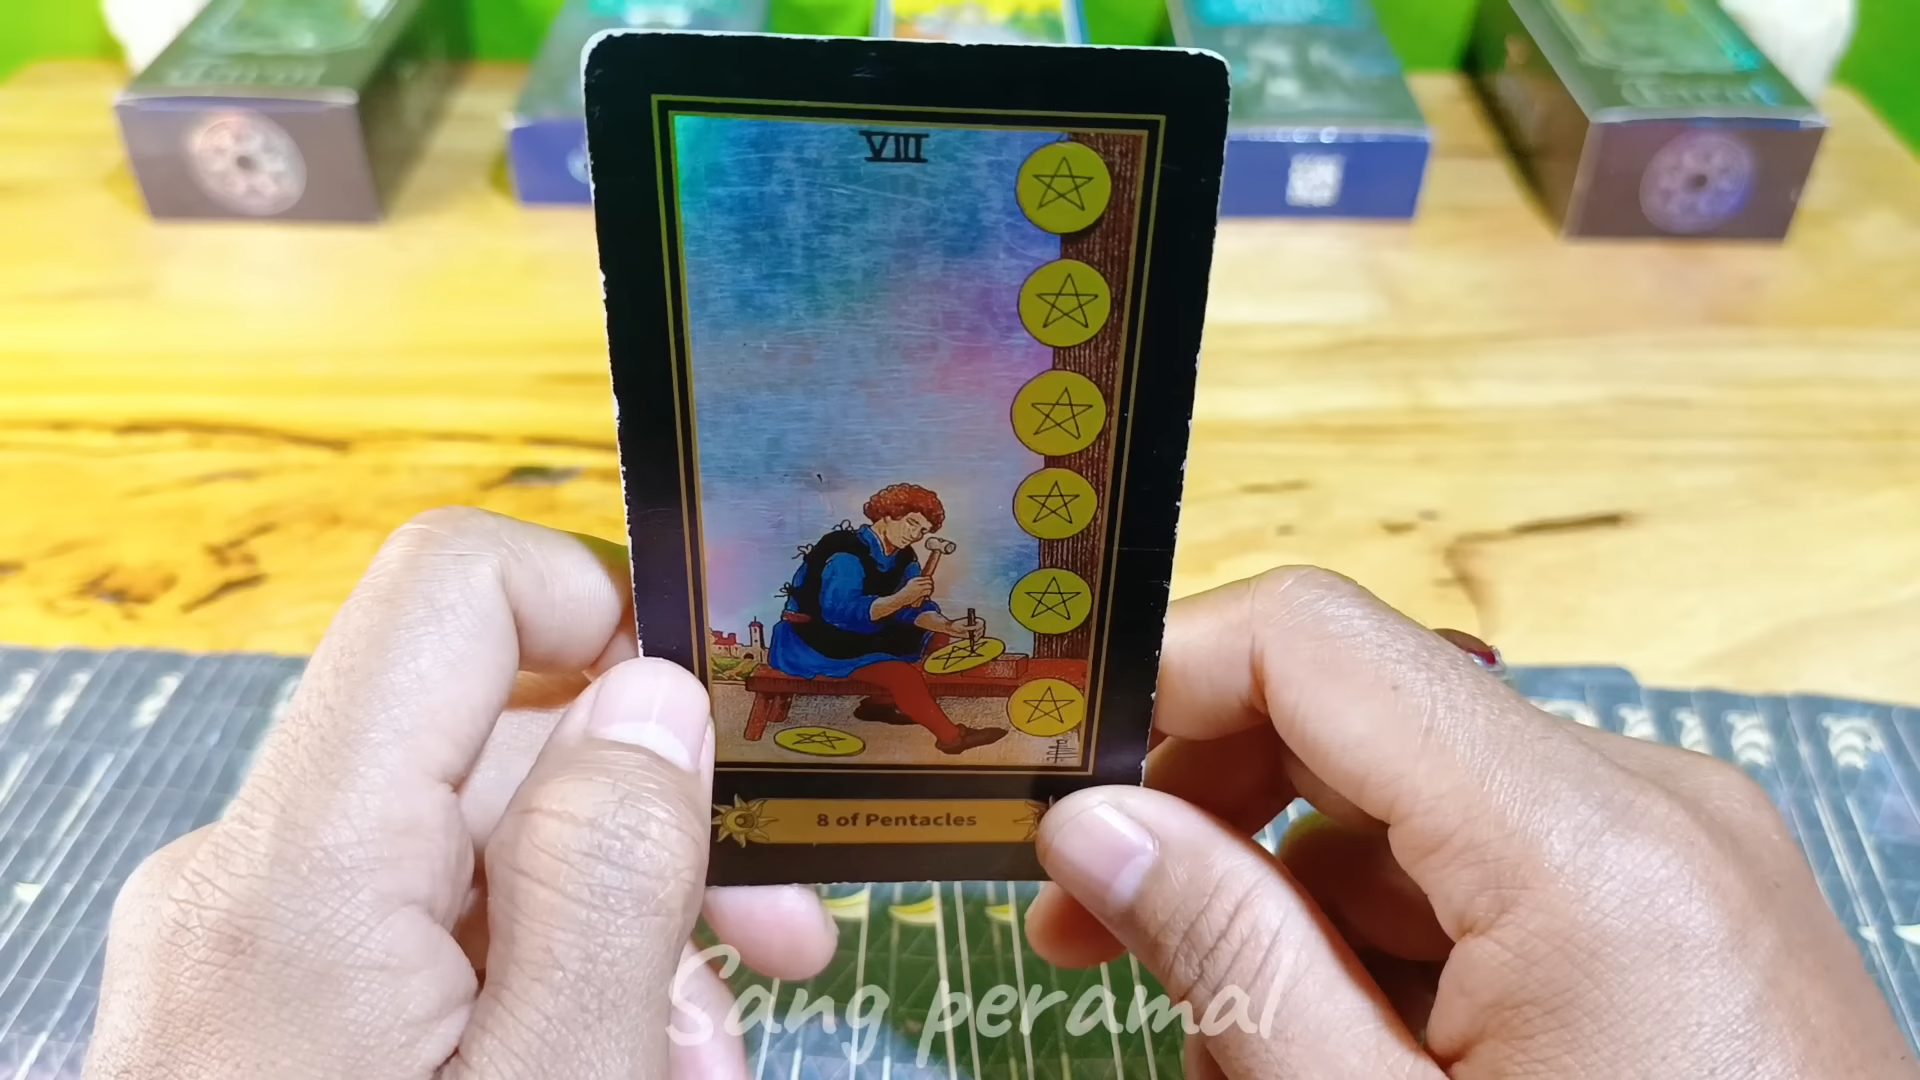 VIII
8 of Pentacles
Sang peramal